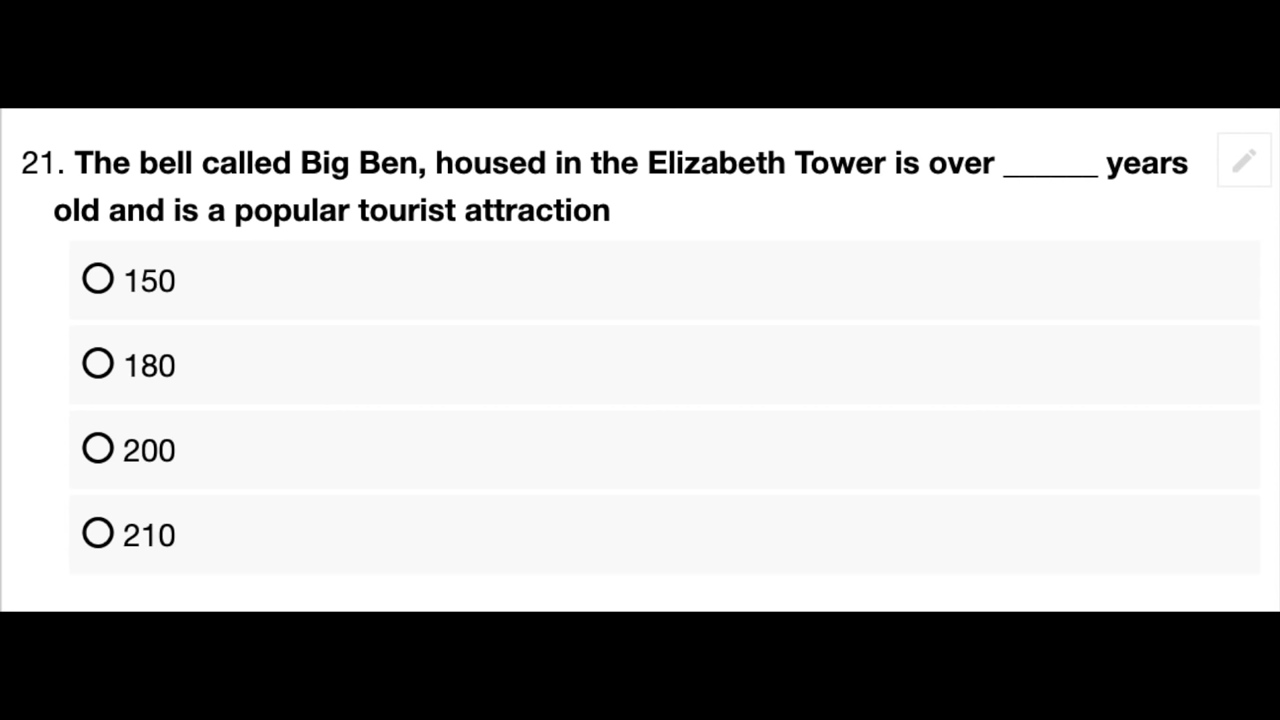 21. The bell called Big Ben, housed in the Elizabeth Tower is over ______ years
old and is a popular tourist attraction
150
180
200
210